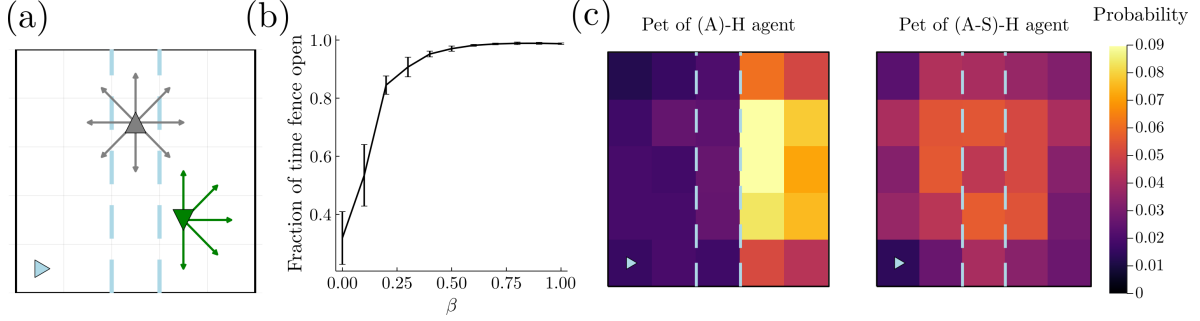 (a)
(b)
Fraction of time fence open
1.0
0.8
0.6
0.4
0.00
0.25
0.50
0.75
1.00
β
(c)
Pet of (A)-H agent
Pet of (A-S)-H agent
Probability
0.09
0.08
0.07
0.06
0.05
0.04
0.03
0.02
0.01
0